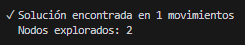 ✓ Solución encontrada en 1 movimientos
Nodos explorados: 2